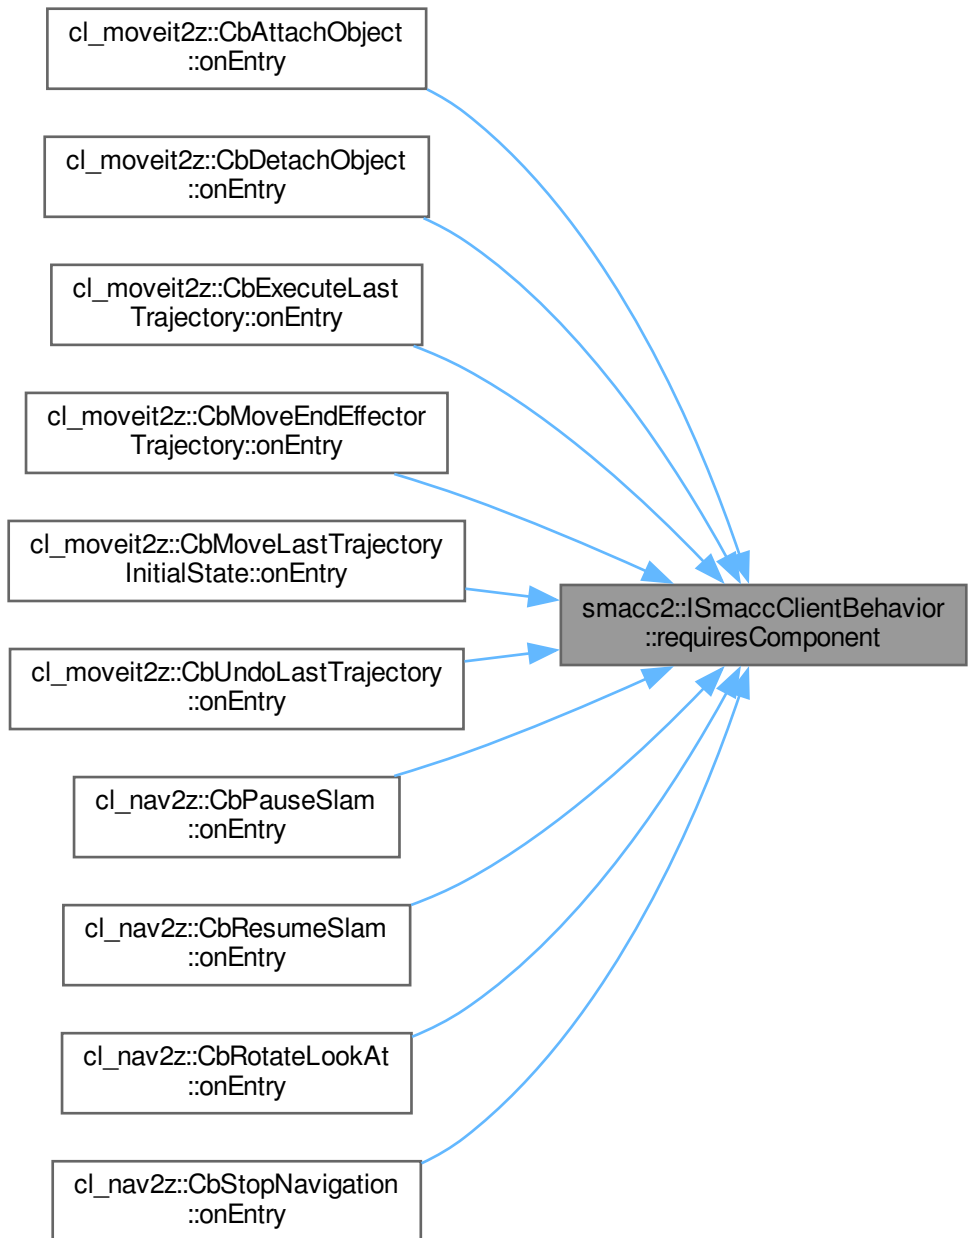 cl_moveit2z::CbAttachObject
::onEntry
cl_moveit2z::CbDetachObject
::onEntry
cl_moveit2z::CbExecuteLast
Trajectory::onEntry
cl_moveit2z::CbMoveEndEffector
Trajectory::onEntry
cl_moveit2z::CbMoveLastTrajectory
InitialState::onEntry
smacc2::ISmaccClientBehavior
::requiresComponent
cl_moveit2z::CbUndoLastTrajectory
::onEntry
cl_nav2z::CbPauseSlam
::onEntry
cl_nav2z::CbResumeSlam
::onEntry
cl_nav2z::CbRotateLookAt
::onEntry
cl_nav2z::CbStopNavigation
::onEntry